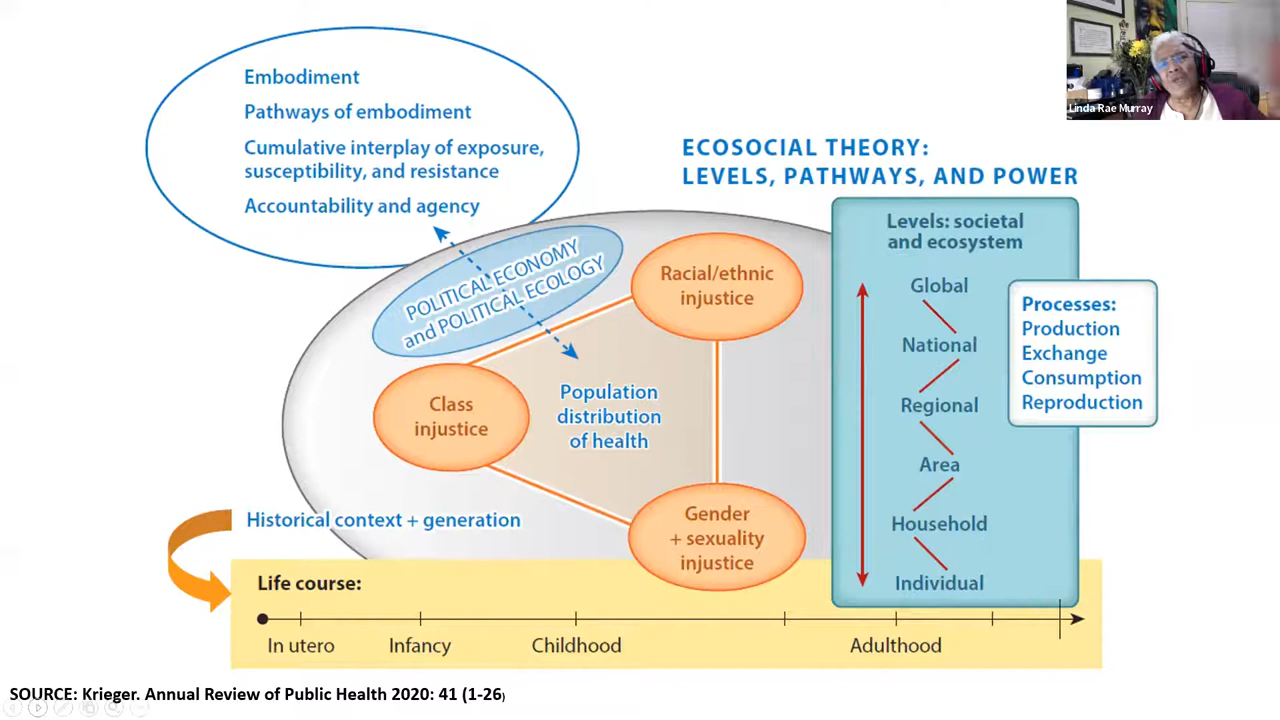 Embodiment
Pathways of embodiment
Cumulative interplay of exposure,
susceptibility, and resistance
Accountability and agency
Linda Rae Murray
ECOSOCIAL THEORY:
LEVELS, PATHWAYS, AND POWER
POLITICAL ECONOMY
and POLITICAL ECOLOGY
Racial/ethnic
injustice
Class
injustice
Population
distribution
of health
Gender
+ sexuality
injustice
Levels: societal
and ecosystem
Global
National
Regional
Area
Household
Individual
Processes:
Production
Exchange
Consumption
Reproduction
Historical context + generation
Life course:
In utero
Infancy
Childhood
Adulthood
SOURCE: Krieger. Annual Review of Public Health 2020: 41 (1-26)